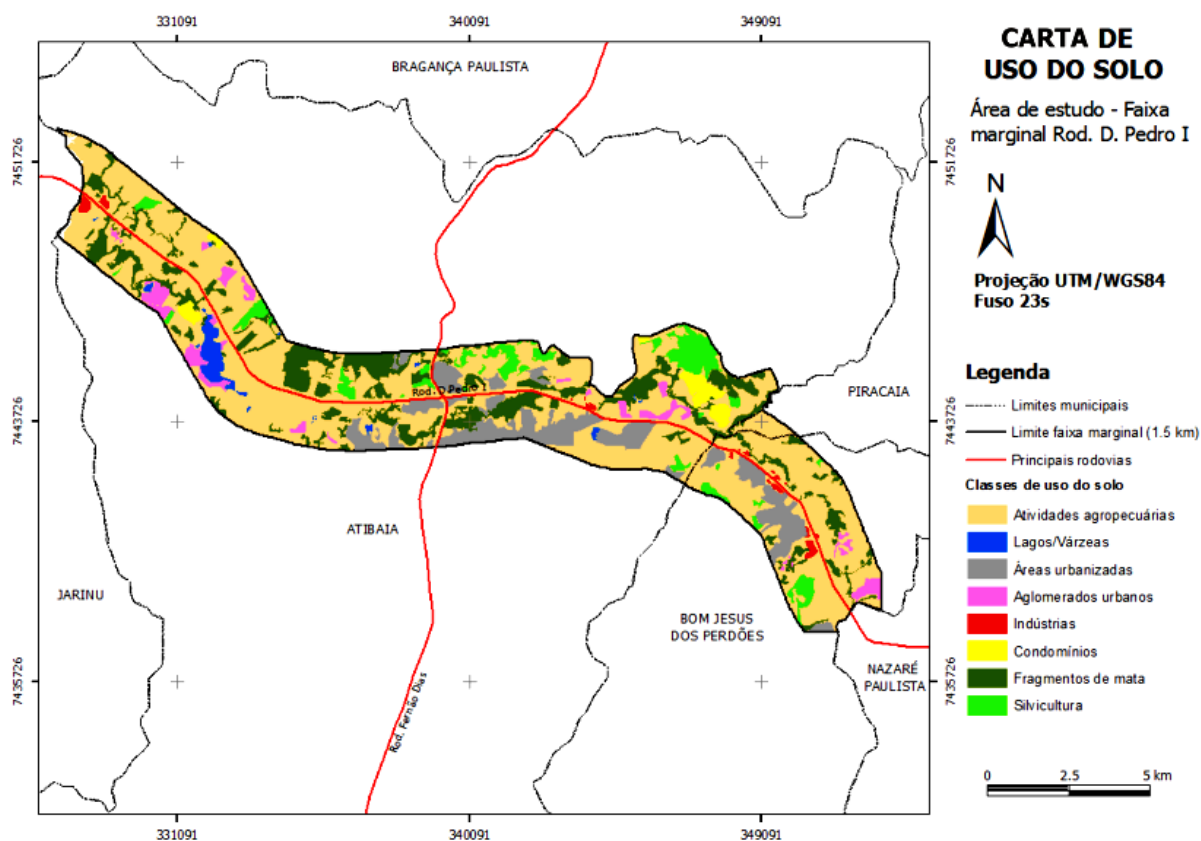 331091
340091
349091
CARTA DE
USO DO SOLO
Área de estudo - Faixa
marginal Rod. D. Pedro I
N
Projeção UTM/WGS84
Fuso 23s
Legenda
Limites municipais
Limite faixa marginal (1.5 km)
Principais rodovias
Classes de uso do solo
Atividades agropecuárias
Lagos/Várzeas
Áreas urbanizadas
Aglomerados urbanos
Indústrias
Condomínios
Fragmentos de mata
Silvicultura
0 2.5 5 km
BRAGANÇA PAULISTA
7451726
7451726
PIRACAIA
Rod. D Pedro I
7443726
7443726
ATIBAIA
JARINU
BOM JESUS
DOS PERDÕES
NAZARÉ
PAULISTA
Rod. Fernão Dias
7435726
7435726
331091
340091
349091